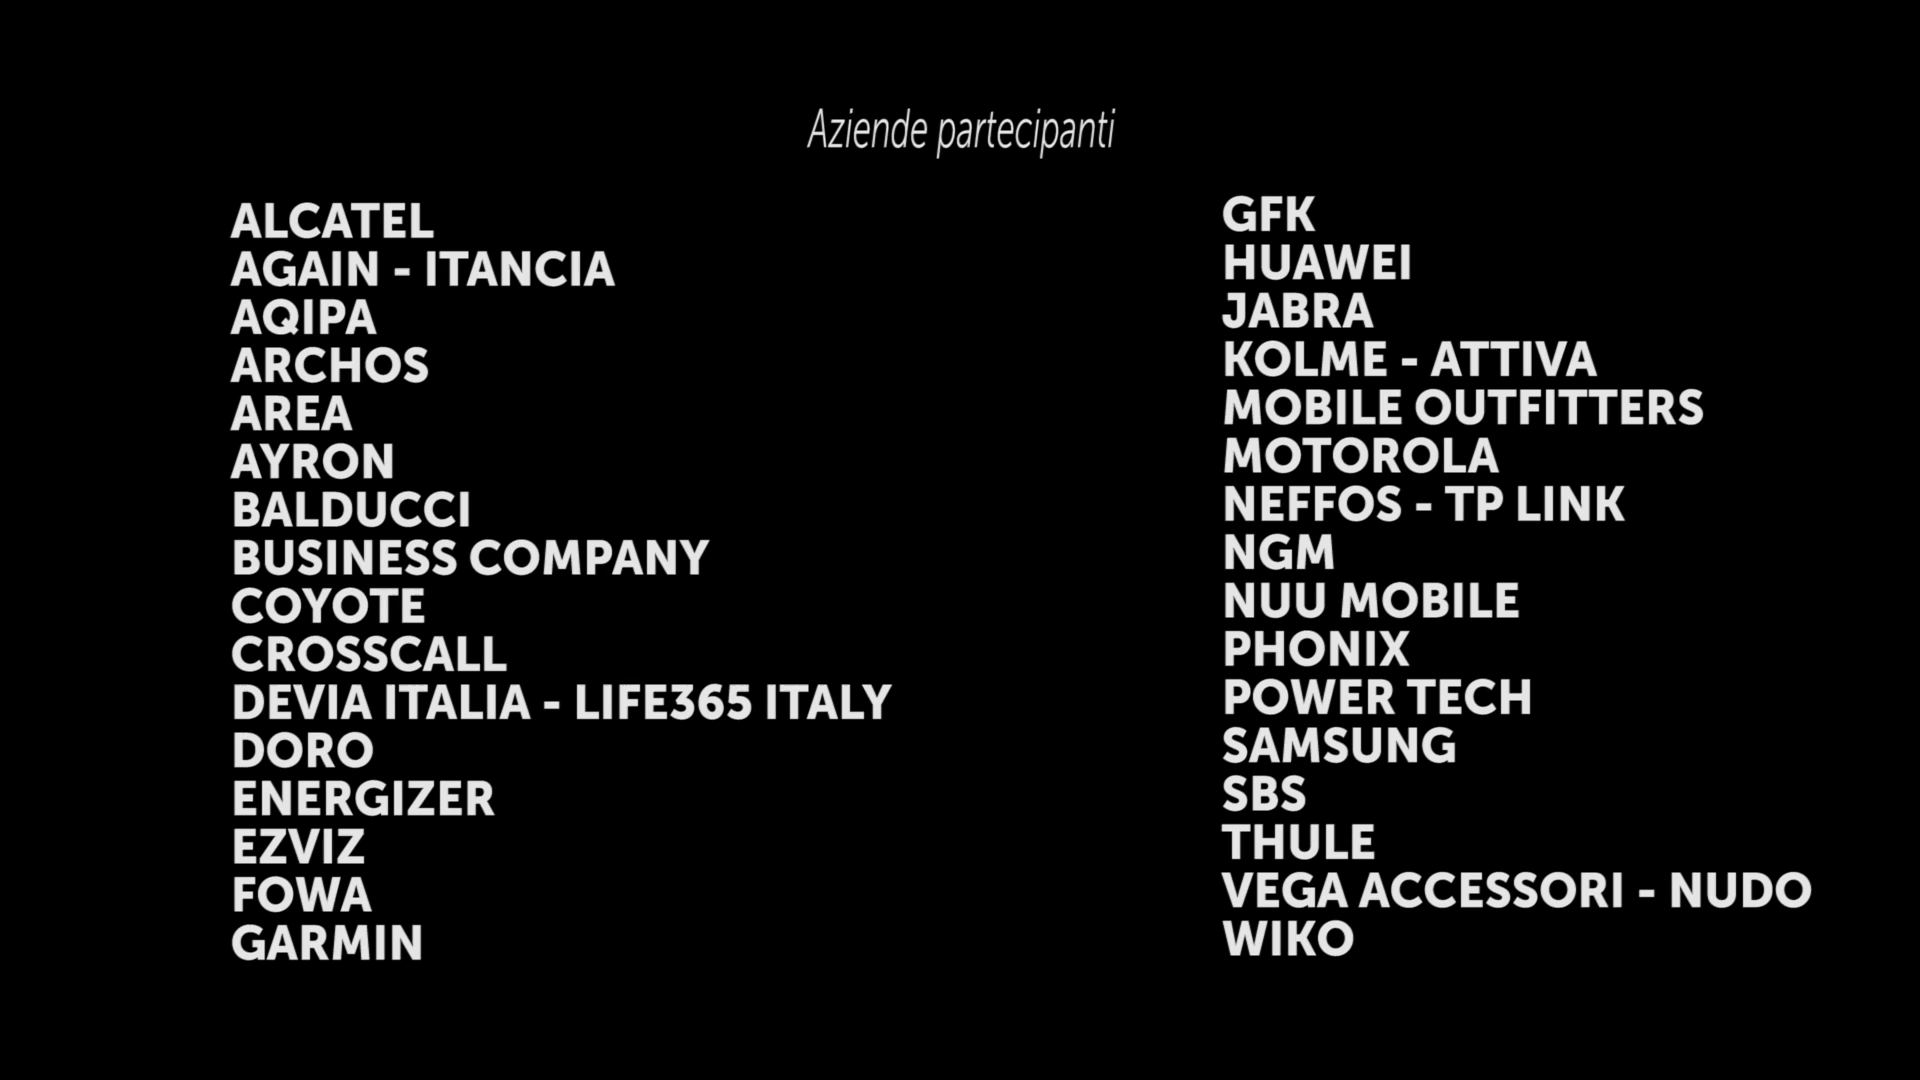 Aziende partecipanti
ALCATEL
AGAIN - ITANCIA
AQIPA
ARCHOS
AREA
AYRON
BALDUCCI
BUSINESS COMPANY
COYOTE
CROSSCALL
DEVIA ITALIA - LIFE365 ITALY
DORO
ENERGIZER
EZVIZ
FOWA
GARMIN
GFK
HUAWEI
JABRA
KOLME - ATTIVA
MOBILE OUTFITTERS
MOTOROLA
NEFFOS - TP LINK
NGM
NUU MOBILE
PHONIX
POWER TECH
SAMSUNG
SBS
THULE
VEGA ACCESSORI - NUDO
WIKO